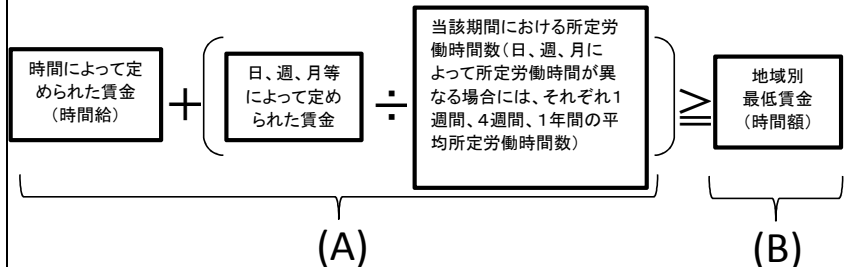 時間によって定
められた賃金
(時間給)
+
日、週、月等
によって定め
られた賃金
÷
当該期間における所定労
働時間数(日、週、月に
よって所定労働時間が異
なる場合には、それぞれ1
週間、4週間、1年間の平
均所定労働時間数)
≧
地域別
最低賃金
(時間額)
(A)
(B)